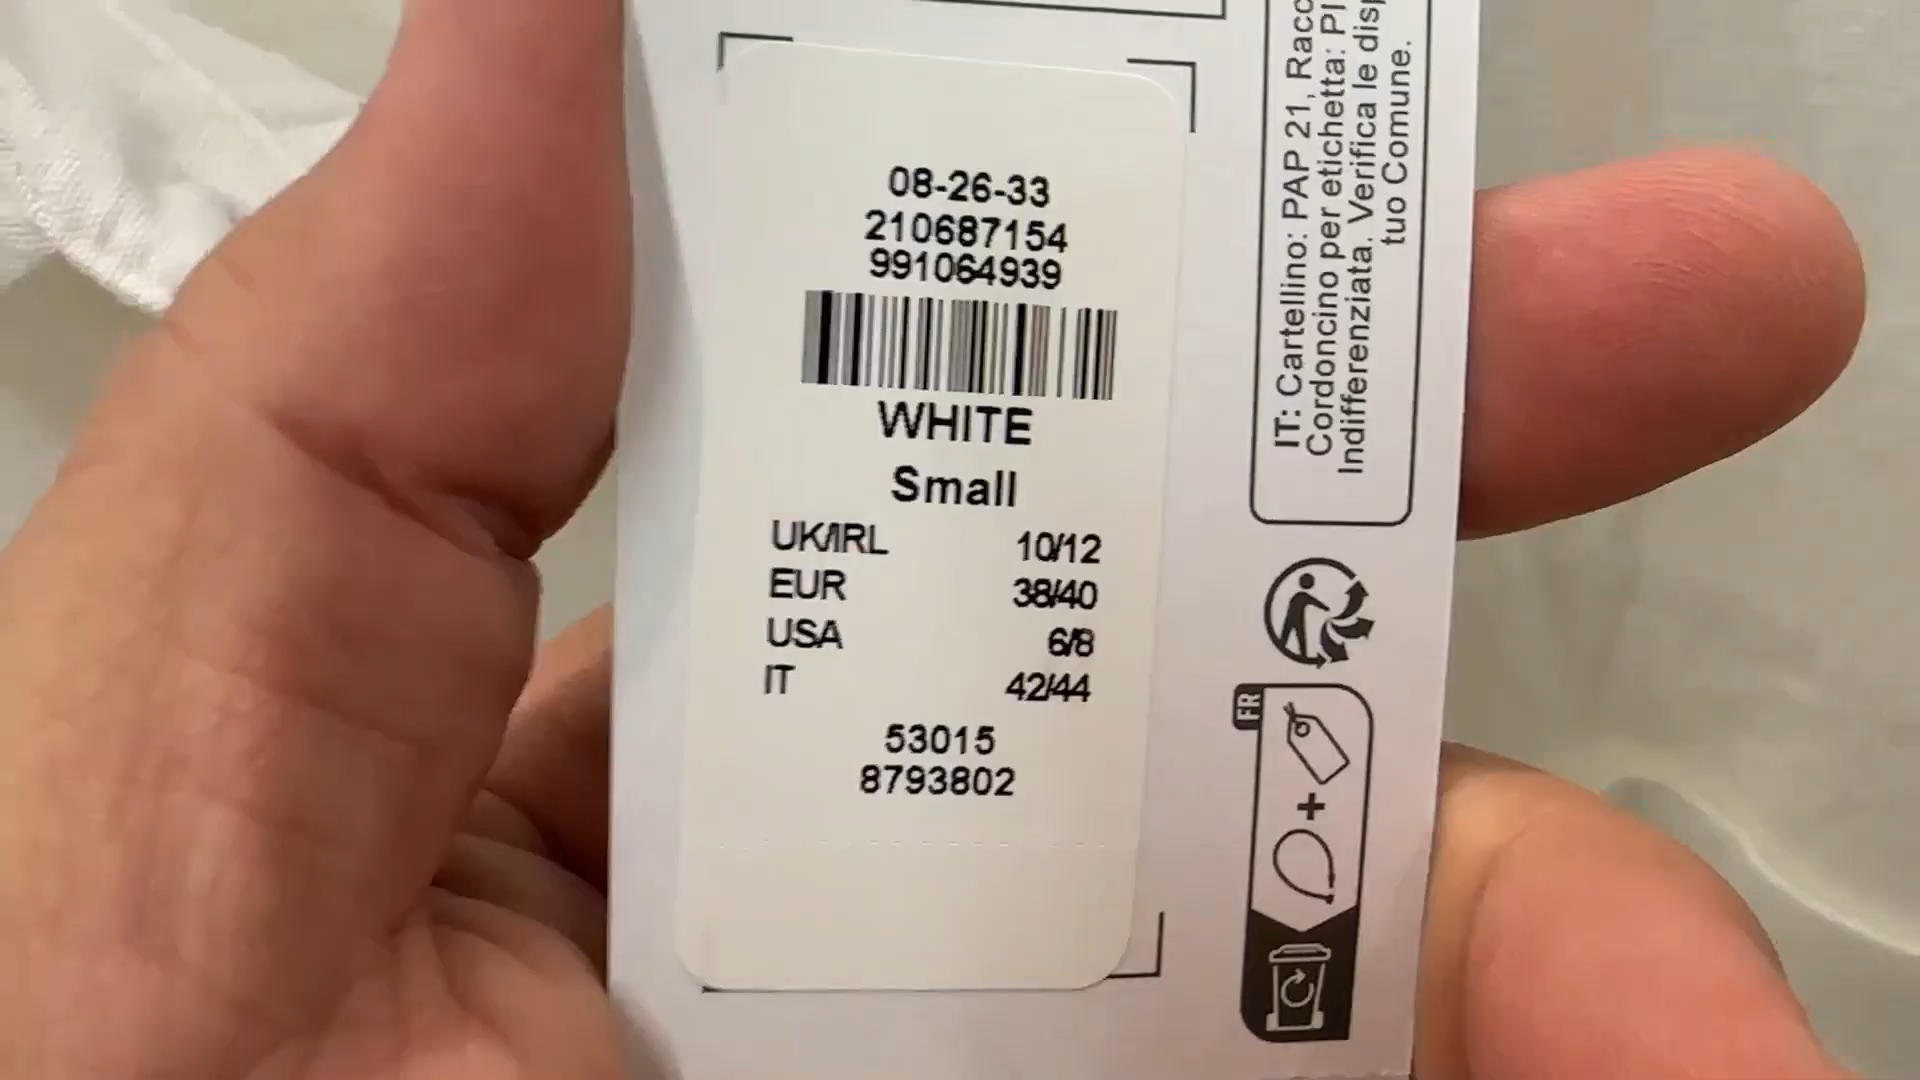 08-26-33
210687154
991064939
WHITE
Small
UK/IRL 10/12
EUR 38/40
USA 6/8
IT 42/44
53015
8793802
IT: Cartellino: PAP 21, Racc
Cordoncino per etichetta: Pl
Indifferenziata. Verifica le disp
tuo Comune.
FR